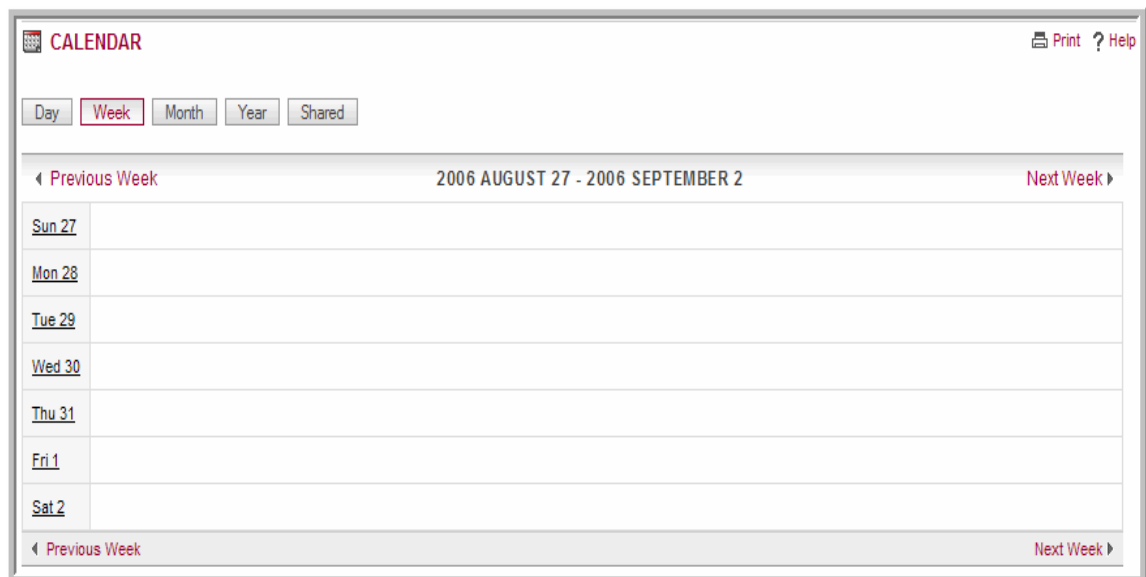 CALENDAR Print ? Help
Day Week Month Year Shared
Previous Week 2006 AUGUST 27 - 2006 SEPTEMBER 2 Next Week
Sun 27
Mon 28
Tue 29
Wed 30
Thu 31
Fri 1
Sat 2
Previous Week Next Week